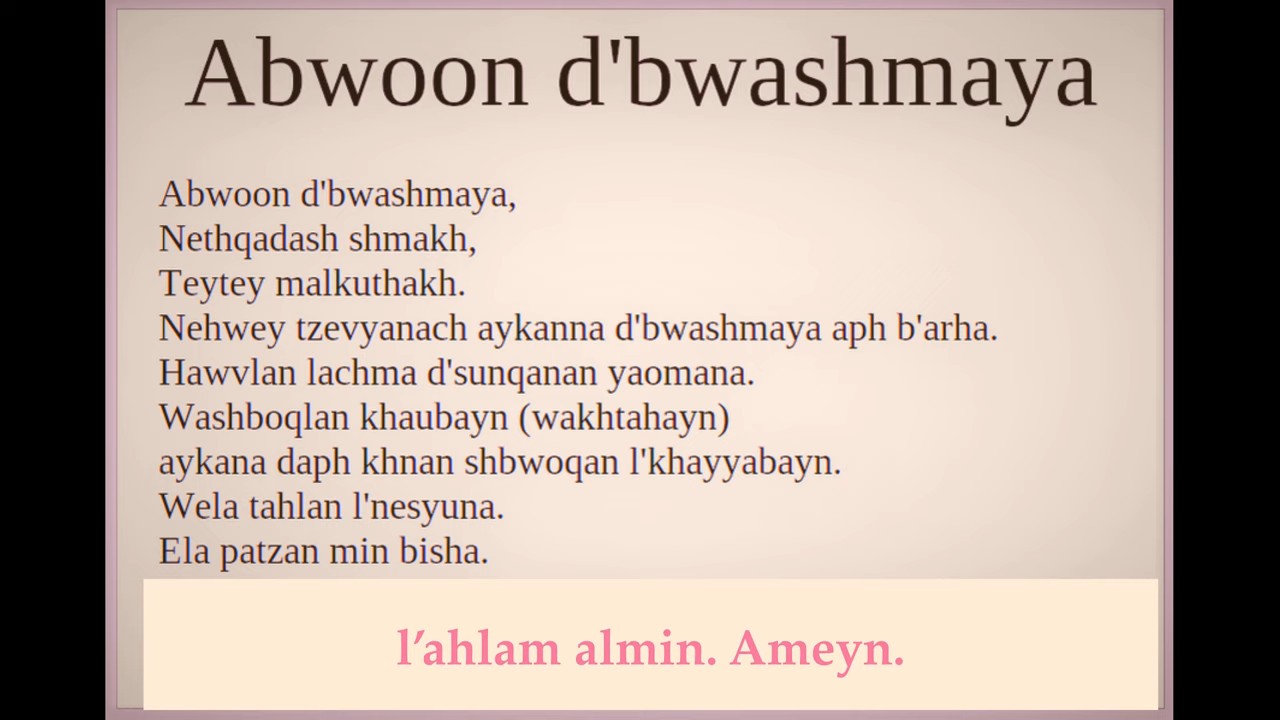 Abwoon d'bwashmaya
Abwoon d'bwashmaya,
Nethqadash shmakh,
Teytey malkuthakh.
Nehwey tzevyanach aykanna d'bwashmaya aph b'arha.
Hawvlan lachma d'sunqanan yaomana.
Washboqlan khaubayn (wakhtahayn)
aykana daph khnan shbwoqan l'khayyabayn.
Wela tahlan l'nesyuna.
Ela patzan min bisha.
l’ahlam almin. Ameyn.